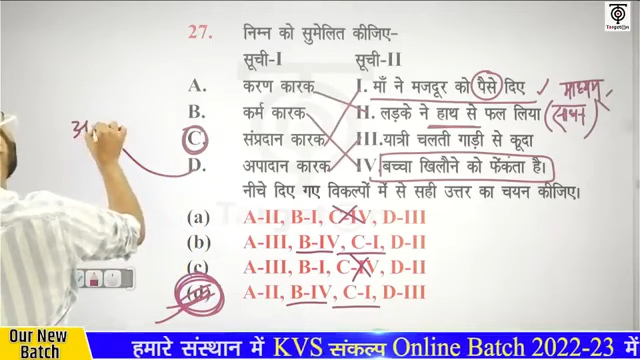 27. निम्न को सुमेलित कीजिए-
सूची-I सूची-II
A. करण कारक I. माँ ने मजदूर को पैसे दिए माध्यम
B. कर्म कारक II. लड़के ने हाथ से फल लिया (साधन)
C. संप्रदान कारक III. यात्री चलती गाड़ी से कूदा
D. अपादान कारक IV. बच्चा खिलौने को फेंकता है।
नीचे दिए गए विकल्पों में से सही उत्तर का चयन कीजिए।
(a) A-II, B-I, C-IV, D-III
(b) A-III, B-IV, C-I, D-II
(c) A-III, B-I, C-IV, D-II
(d) A-II, B-IV, C-I, D-III
Our New
Batch
हमारे संस्थान में KVS संकल्प Online Batch 2022-23 में